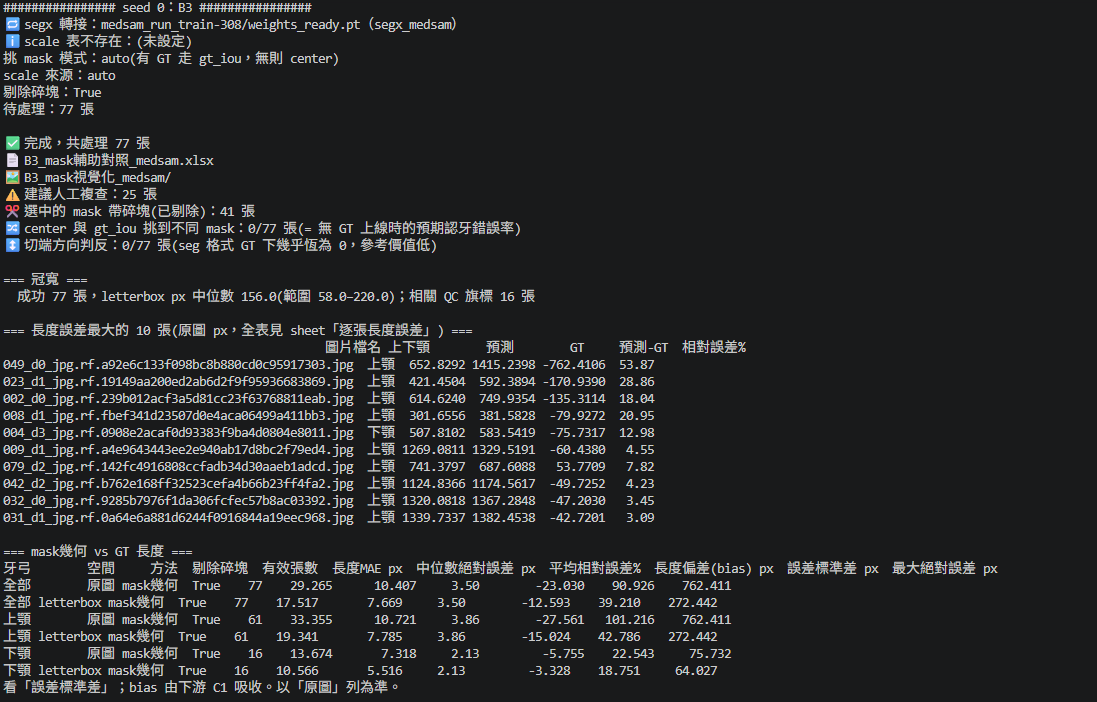 ################ seed 0：B3 ################
🔁 segx 轉接：medsam_run_train-308/weights_ready.pt（segx_medsam）
ℹ️ scale 表不存在：(未設定)
挑 mask 模式：auto(有 GT 走 gt_iou，無則 center)
scale 來源：auto
剔除碎塊：True
待處理：77 張

✅ 完成，共處理 77 張
📄 B3_mask輔助對照_medsam.xlsx
🖼️ B3_mask視覺化_medsam/
⚠️ 建議人工複查：25 張
✂️ 選中的 mask 帶碎塊(已剔除)：41 張
🔀 center 與 gt_iou 挑到不同 mask：0/77 張(= 無 GT 上線時的預期認牙錯誤率)
↕️ 切端方向判反：0/77 張(seg 格式 GT 下幾乎恆為 0，參考價值低)

=== 冠寬 ===
成功 77 張，letterbox px 中位數 156.0(範圍 58.0–220.0)；相關 QC 旗標 16 張

=== 長度誤差最大的 10 張(原圖 px，全表見 sheet「逐張長度誤差」) ===
圖片檔名 上下顎 預測 GT 預測-GT 相對誤差%
049_d0_jpg.rf.a92e6c133f098bc8b880cd0c95917303.jpg 上顎 652.8292 1415.2398 -762.4106 53.87
023_d1_jpg.rf.19149aa200ed2ab6d2f9f95936683869.jpg 上顎 421.4504 592.3894 -170.9390 28.86
002_d0_jpg.rf.239b012acf3a5d81cc23f63768811eab.jpg 上顎 614.6240 749.9354 -135.3114 18.04
008_d1_jpg.rf.fbef341d23507d0e4aca06499a411bb3.jpg 上顎 301.6556 381.5828 -79.9272 20.95
004_d3_jpg.rf.0908e2acaf0d93383f9ba4d0804e8011.jpg 下顎 507.8102 583.5419 -75.7317 12.98
009_d1_jpg.rf.a4e9643443ee2e940ab17d8bc2f79ed4.jpg 上顎 1269.0811 1329.5191 -60.4380 4.55
079_d2_jpg.rf.142fc4916808ccfadb34d30aaeb1adcd.jpg 上顎 741.3797 687.6088 53.7709 7.82
042_d2_jpg.rf.b762e168ff32523cefa4b66b23ff4fa2.jpg 上顎 1124.8366 1174.5617 -49.7252 4.23
032_d0_jpg.rf.9285b7976f1da306fcfec57b8ac03392.jpg 上顎 1320.0818 1367.2848 -47.2030 3.45
031_d1_jpg.rf.0a64e6a881d6244f0916844a19eec968.jpg 上顎 1339.7337 1382.4538 -42.7201 3.09

=== mask幾何 vs GT 長度 ===
牙弓 空間 方法 剔除碎塊 有效張數 長度MAE px 中位數絕對誤差 px 平均相對誤差% 長度偏差(bias) px 誤差標準差 px 最大絕對誤差 px
全部 原圖 mask幾何 True 77 29.265 10.407 3.50 -23.030 90.926 762.411
全部 letterbox mask幾何 True 77 17.517 7.669 3.50 -12.593 39.210 272.442
上顎 原圖 mask幾何 True 61 33.355 10.721 3.86 -27.561 101.216 762.411
上顎 letterbox mask幾何 True 61 19.341 7.785 3.86 -15.024 42.786 272.442
下顎 原圖 mask幾何 True 16 13.674 7.318 2.13 -5.755 22.543 75.732
下顎 letterbox mask幾何 True 16 10.566 5.516 2.13 -3.328 18.751 64.027
看「誤差標準差」；bias 由下游 C1 吸收。以「原圖」列為準。